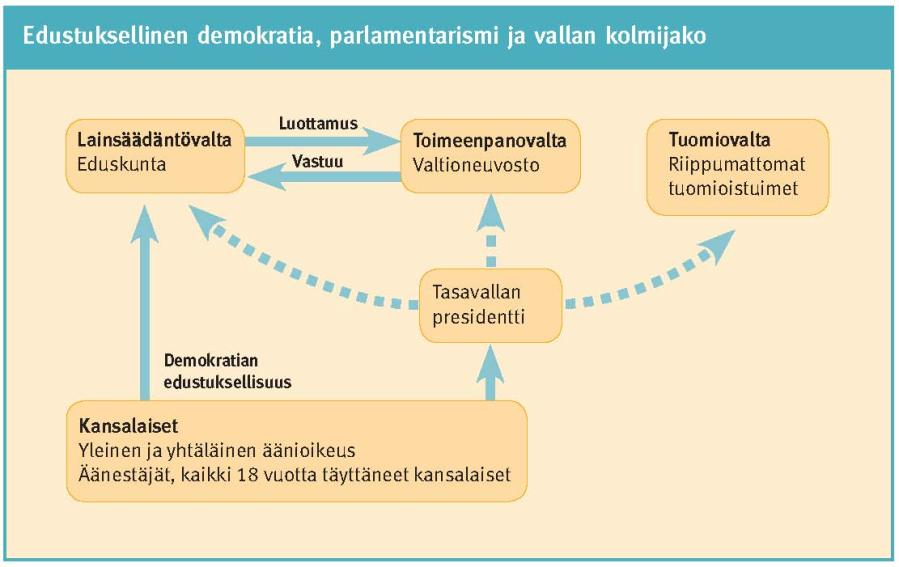 Edustuksellinen demokratia, parlamentarismi ja vallan kolmijako
Lainsäädäntövalta
Eduskunta
Luottamus
Vastuu
Toimeenpanovalta
Valtioneuvosto
Tuomiovalta
Riippumattomat
tuomioistuimet
Tasavallan
presidentti
Demokratian
edustuksellisuus
Kansalaiset
Yleinen ja yhtäläinen äänioikeus
Äänestäjät, kaikki 18 vuotta täyttäneet kansalaiset